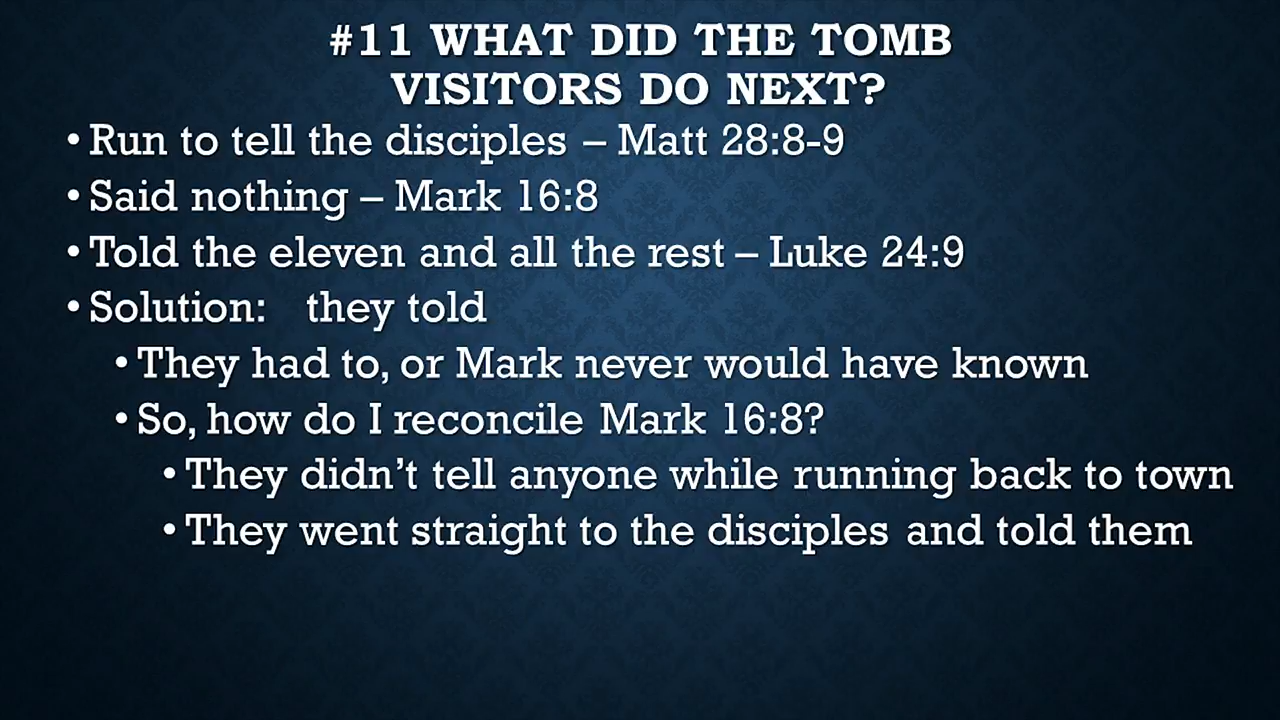 #11 WHAT DID THE TOMB
VISITORS DO NEXT?
• Run to tell the disciples – Matt 28:8-9
• Said nothing – Mark 16:8
• Told the eleven and all the rest – Luke 24:9
• Solution: they told
• They had to, or Mark never would have known
• So, how do I reconcile Mark 16:8?
• They didn’t tell anyone while running back to town
• They went straight to the disciples and told them